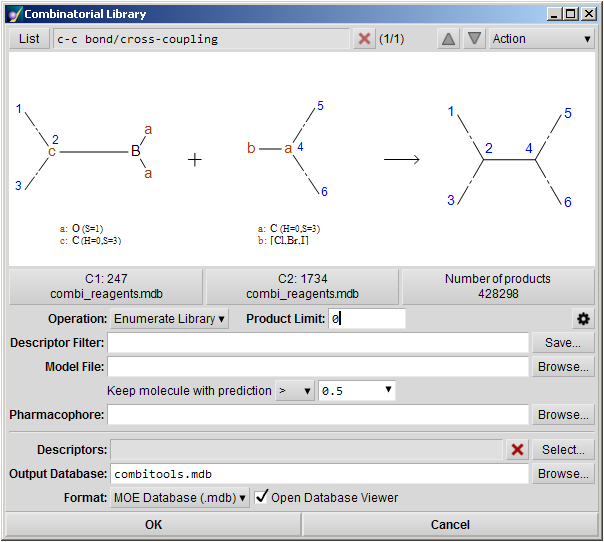 Combinatorial Library
List c-c bond/cross-coupling (1/1) Action
1 2 3 c B a a + b a 4 5 6 1 2 3 4 5 6
a: O (S=1) a: C (H=0,S=3)
c: C (H=0,S=3) b: [Cl,Br,I]
C1: 247 C2: 1734 Number of products
combi_reagents.mdb combi_reagents.mdb 428298
Operation: Enumerate Library Product Limit: 0
Descriptor Filter: Save...
Model File: Browse...
Keep molecule with prediction > 0.5
Pharmacophore: Browse...
Descriptors: Select...
Output Database: combitools.mdb Browse...
Format: MOE Database (.mdb) Open Database Viewer
OK Cancel